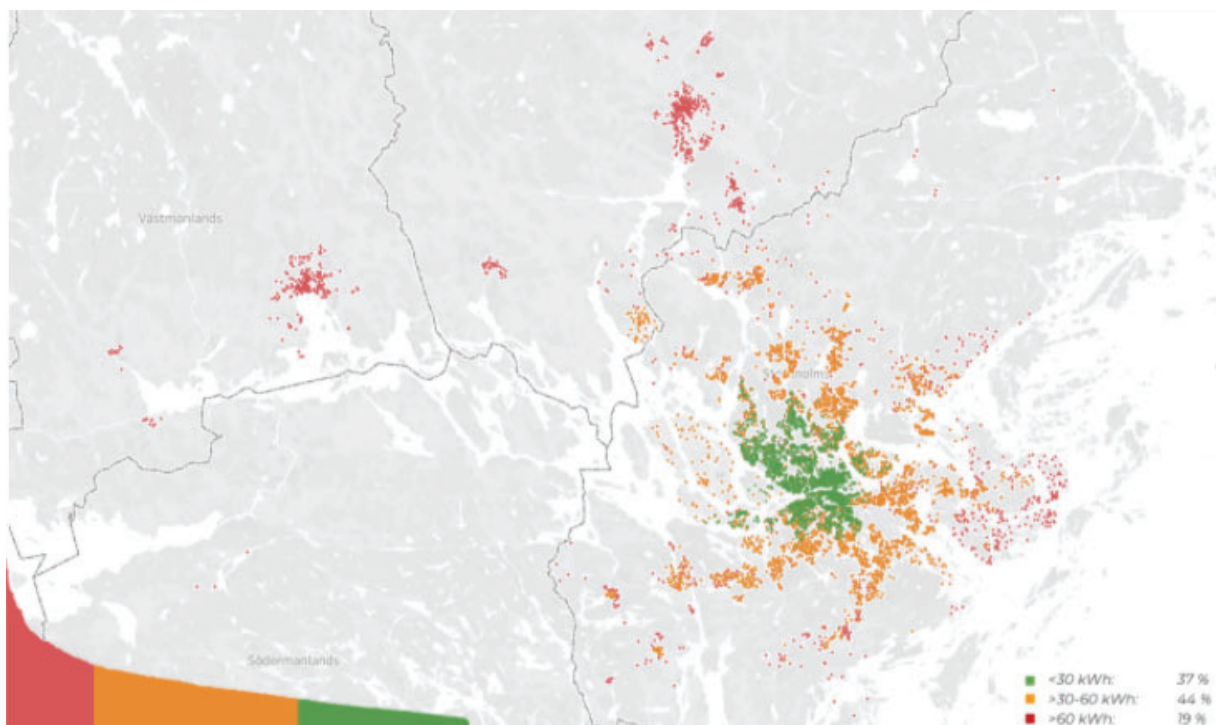 Västmanlands
Stockholms
Södermanlands
<30 kWh: 37 %
>30-60 kWh: 44 %
>60 kWh: 19 %